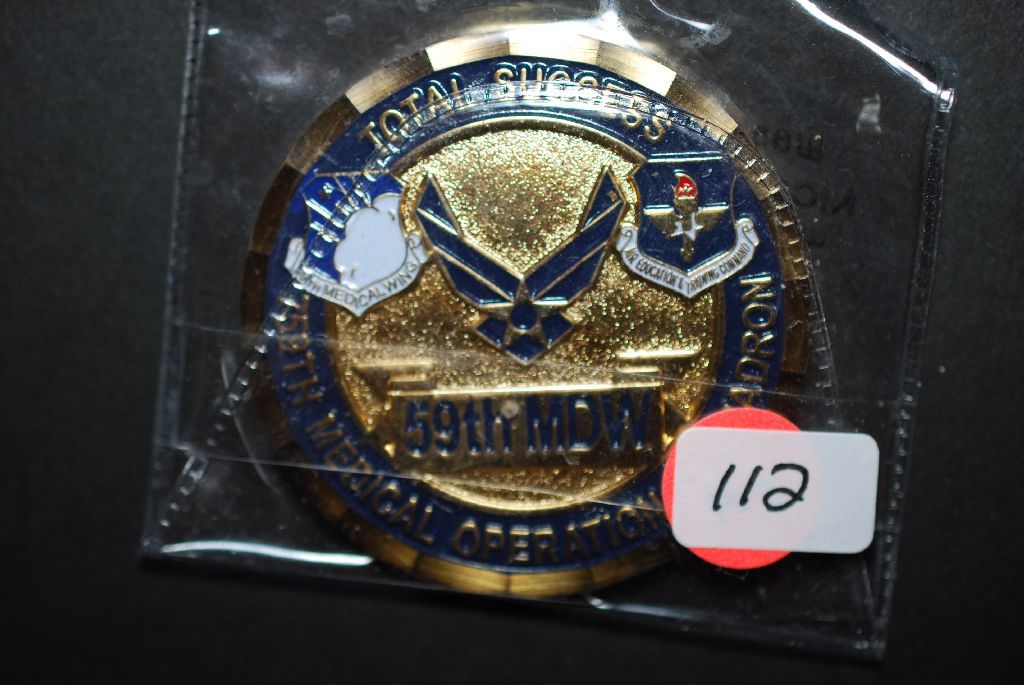 TOTAL SUCCESS
MEDICAL WING
AIR EDUCATION & TRAINING COMMAND
59th MDW
59TH MEDICAL OPERATION ADRON
112